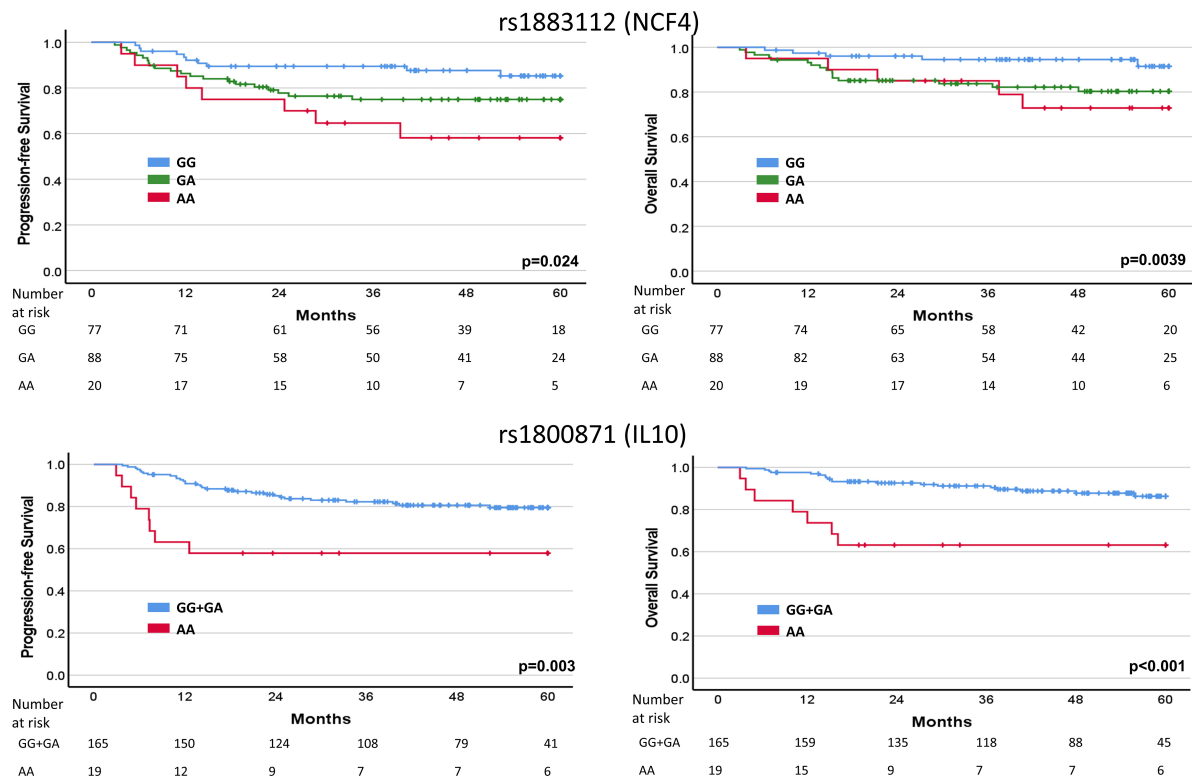 rs1883112 (NCF4)
Progression-free Survival
1.0
0.8
0.6
0.4
0.2
0.0
GG
GA
AA
p=0.024
0 12 24 36 48 60
Number
at risk
Months
GG 77 71 61 56 39 18
GA 88 75 58 50 41 24
AA 20 17 15 10 7 5
Overall Survival
1.0
0.8
0.6
0.4
0.2
0.0
GG
GA
AA
p=0.0039
0 12 24 36 48 60
Number
at risk
Months
GG 77 74 65 58 42 20
GA 88 82 63 54 44 25
AA 20 19 17 14 10 6
rs1800871 (IL10)
Progression-free Survival
1.0
0.8
0.6
0.4
0.2
0.0
GG+GA
AA
p=0.003
0 12 24 36 48 60
Number
at risk
Months
GG+GA 165 150 124 108 79 41
AA 19 12 9 7 7 6
Overall Survival
1.0
0.8
0.6
0.4
0.2
0.0
GG+GA
AA
p<0.001
0 12 24 36 48 60
Number
at risk
Months
GG+GA 165 159 135 118 88 45
AA 19 15 9 7 7 6